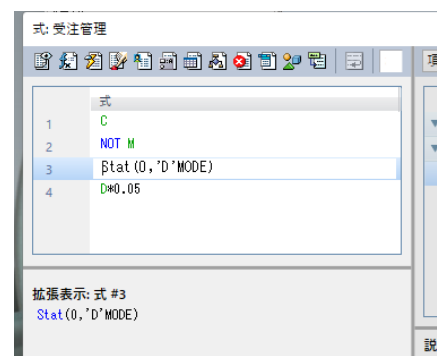 式: 受注管理
項
式
1 C
2 NOT M
3 Stat(0,'D'MODE)
4 D*0.05
拡張表示: 式 #3
Stat(0,'D'MODE)
説